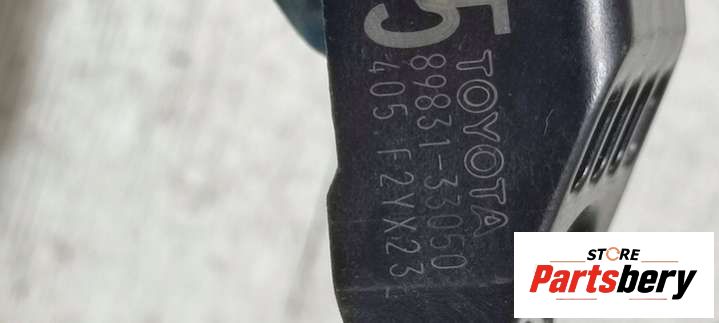 5
TOYOTA
89831-33050
405.F2YX23
STORE
Partsbery